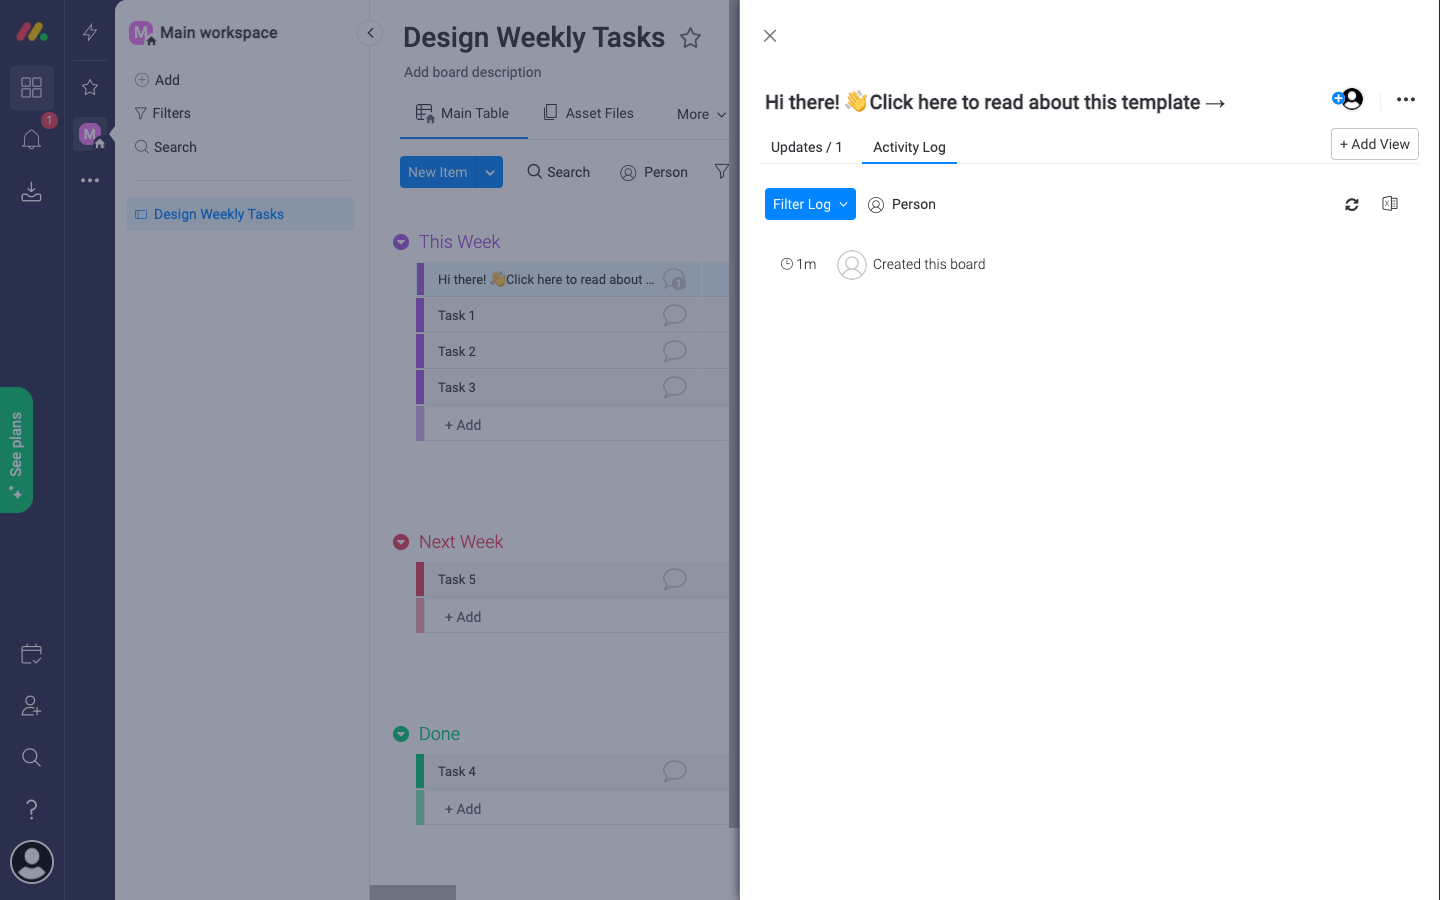 1
M
See plans
M
Main workspace
Add
Filters
Search
Design Weekly Tasks
Design Weekly Tasks
Add board description
Main Table
Asset Files
More
New Item
Search
Person
This Week
Hi there! 👋Click here to read about ...
1
Task 1
Task 2
Task 3
+ Add
Next Week
Task 5
+ Add
Done
Task 4
+ Add
Hi there! 👋Click here to read about this template →
Updates / 1
Activity Log
+ Add View
Filter Log
Person
1m
Created this board